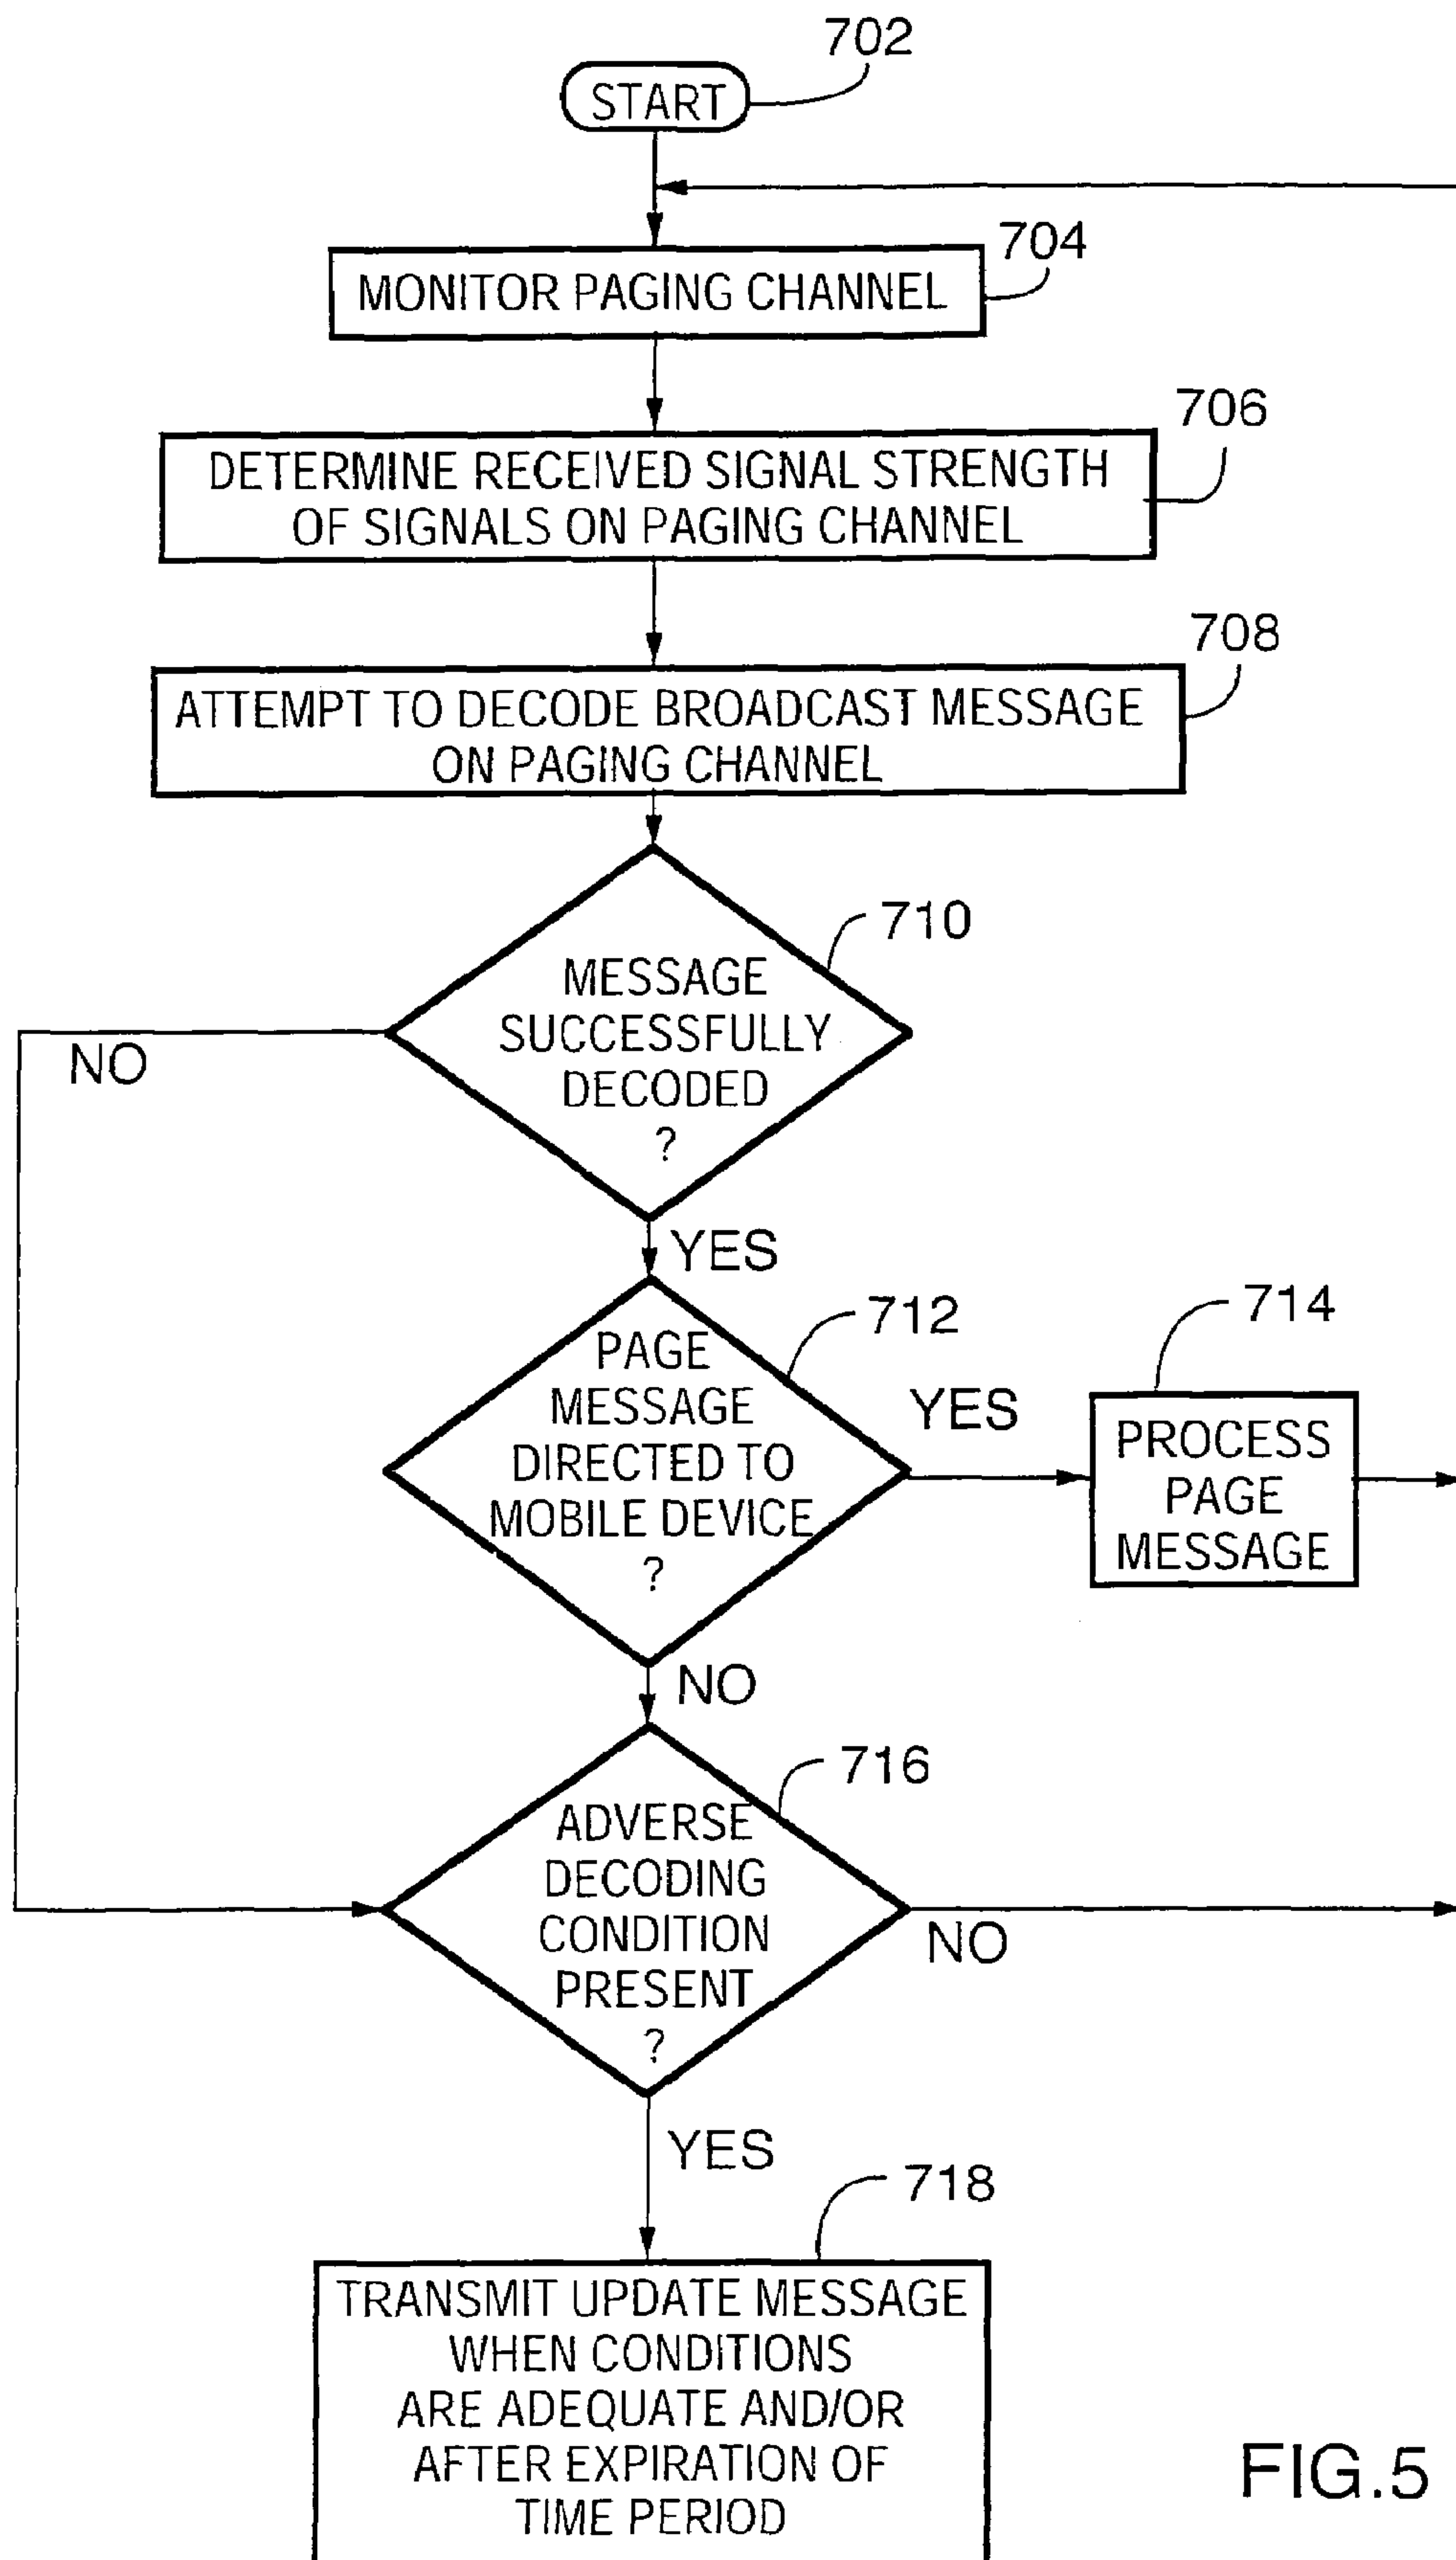 702
START
704
MONITOR PAGING CHANNEL
706
DETERMINE RECEIVED SIGNAL STRENGTH
OF SIGNALS ON PAGING CHANNEL
708
ATTEMPT TO DECODE BROADCAST MESSAGE
ON PAGING CHANNEL
710
MESSAGE
SUCCESSFULLY
DECODED
?
NO
YES
712
PAGE
MESSAGE
DIRECTED TO
MOBILE DEVICE
?
YES
714
PROCESS
PAGE
MESSAGE
NO
716
ADVERSE
DECODING
CONDITION
PRESENT
?
NO
YES
718
TRANSMIT UPDATE MESSAGE
WHEN CONDITIONS
ARE ADEQUATE AND/OR
AFTER EXPIRATION OF
TIME PERIOD
FIG.5